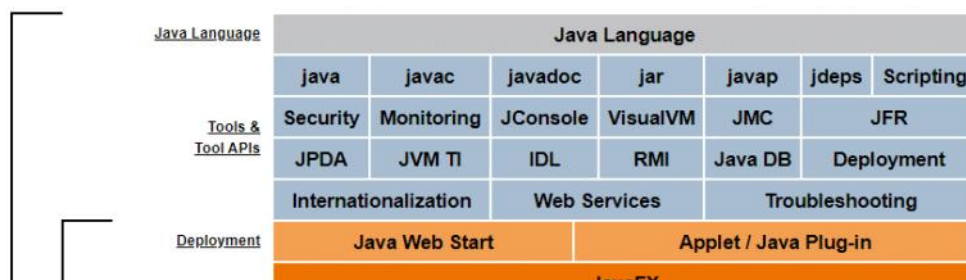 Java Language Java Language
java javac javadoc jar javap jdeps Scripting
Security Monitoring JConsole VisualVM JMC JFR
Tools &
Tool APIs
JPDA JVM TI IDL RMI Java DB Deployment
Internationalization Web Services Troubleshooting
Deployment Java Web Start Applet / Java Plug-in